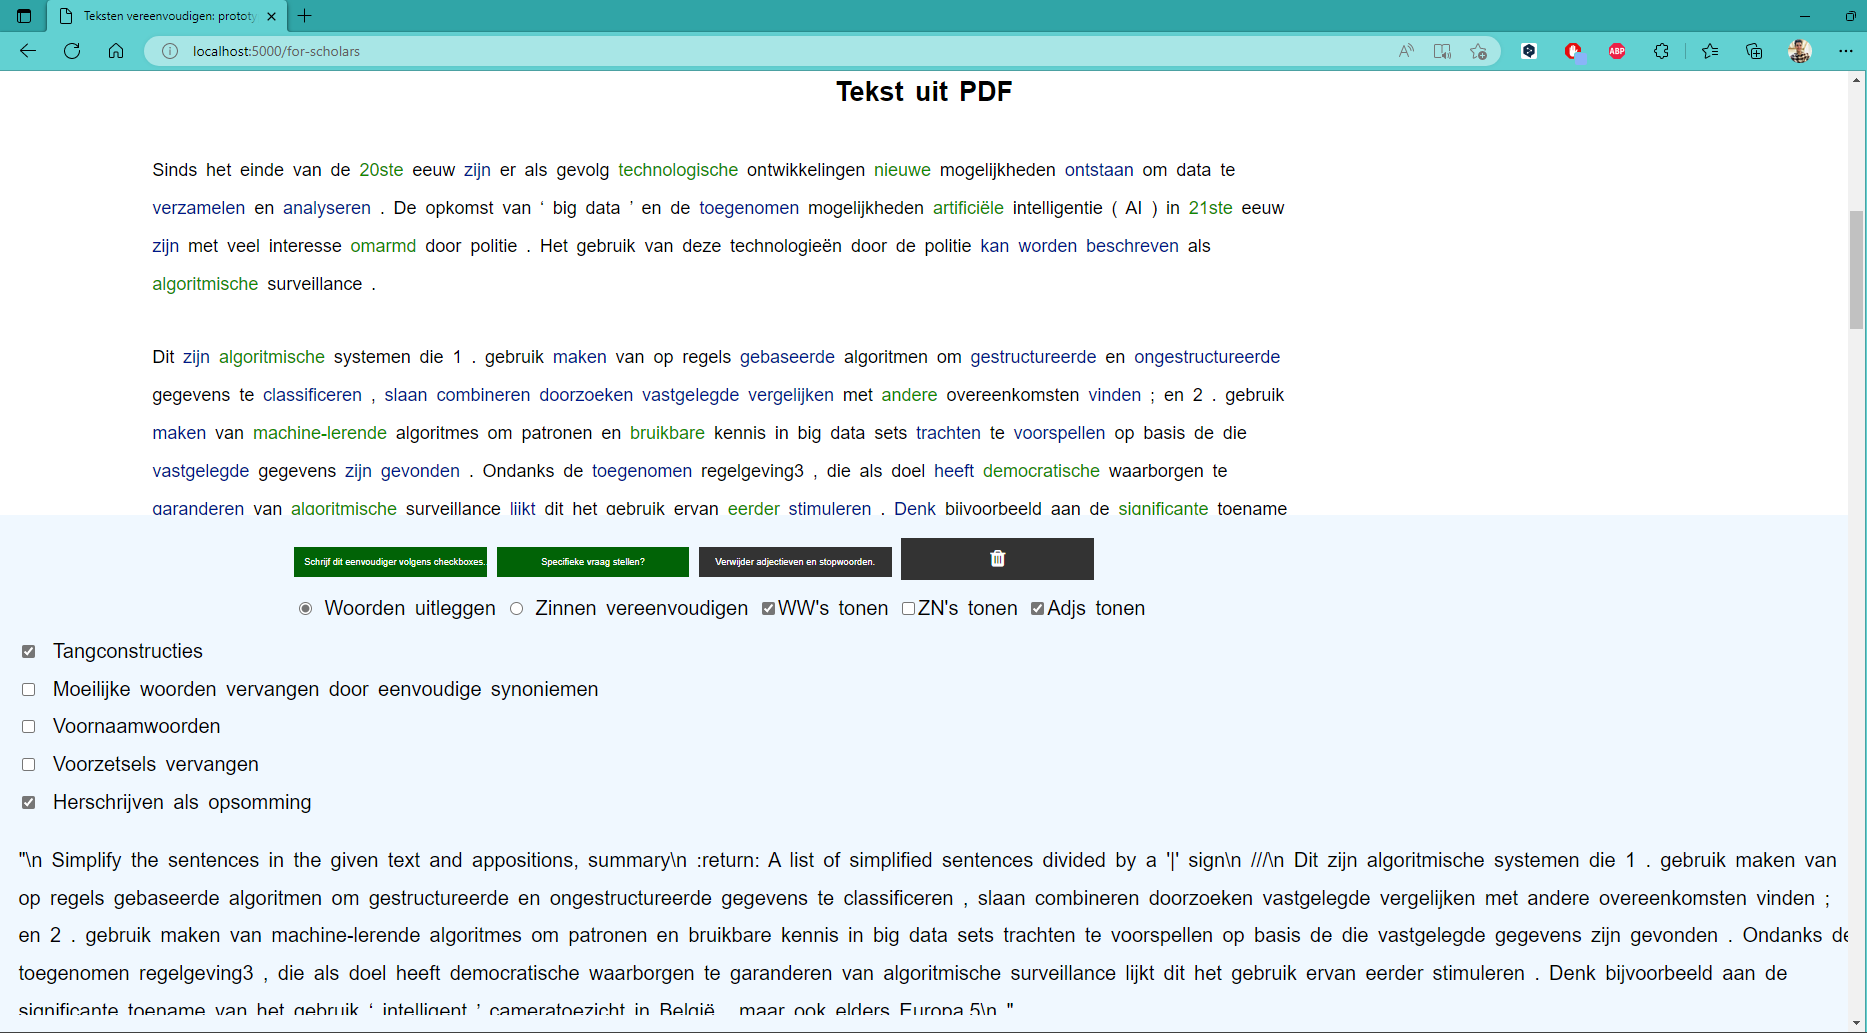 Teksten vereenvoudigen: prototy
localhost:5000/for-scholars
ABP
Tekst uit PDF
Sinds het einde van de 20ste eeuw zijn er als gevolg technologische ontwikkelingen nieuwe mogelijkheden ontstaan om data te
verzamelen en analyseren . De opkomst van ‘ big data ’ en de toegenomen mogelijkheden artificiële intelligentie ( AI ) in 21ste eeuw
zijn met veel interesse omarmd door politie . Het gebruik van deze technologieën door de politie kan worden beschreven als
algoritmische surveillance .
Dit zijn algoritmische systemen die 1 . gebruik maken van op regels gebaseerde algoritmen om gestructureerde en ongestructureerde
gegevens te classificeren , slaan combineren doorzoeken vastgelegde vergelijken met andere overeenkomsten vinden ; en 2 . gebruik
maken van machine-lerende algoritmes om patronen en bruikbare kennis in big data sets trachten te voorspellen op basis de die
vastgelegde gegevens zijn gevonden . Ondanks de toegenomen regelgeving3 , die als doel heeft democratische waarborgen te
garanderen van algoritmische surveillance lijkt dit het gebruik ervan eerder stimuleren . Denk bijvoorbeeld aan de significante toename
Schrijf dit eenvoudiger volgens checkboxes. Specifieke vraag stellen? Verwijder adjectieven en stopwoorden.
Woorden uitleggen Zinnen vereenvoudigen WW's tonen ZN's tonen Adjs tonen
Tangconstructies
Moeilijke woorden vervangen door eenvoudige synoniemen
Voornaamwoorden
Voorzetsels vervangen
Herschrijven als opsomming
"\n Simplify the sentences in the given text and appositions, summary\n :return: A list of simplified sentences divided by a '|' sign\n ///\n Dit zijn algoritmische systemen die 1 . gebruik maken van
op regels gebaseerde algoritmen om gestructureerde en ongestructureerde gegevens te classificeren , slaan combineren doorzoeken vastgelegde vergelijken met andere overeenkomsten vinden ;
en 2 . gebruik maken van machine-lerende algoritmes om patronen en bruikbare kennis in big data sets trachten te voorspellen op basis de die vastgelegde gegevens zijn gevonden . Ondanks de
toegenomen regelgeving3 , die als doel heeft democratische waarborgen te garanderen van algoritmische surveillance lijkt dit het gebruik ervan eerder stimuleren . Denk bijvoorbeeld aan de
significante toename van het gebruik ‘ intelligent ’ cameratoezicht in België , maar ook elders Europa.5\n "